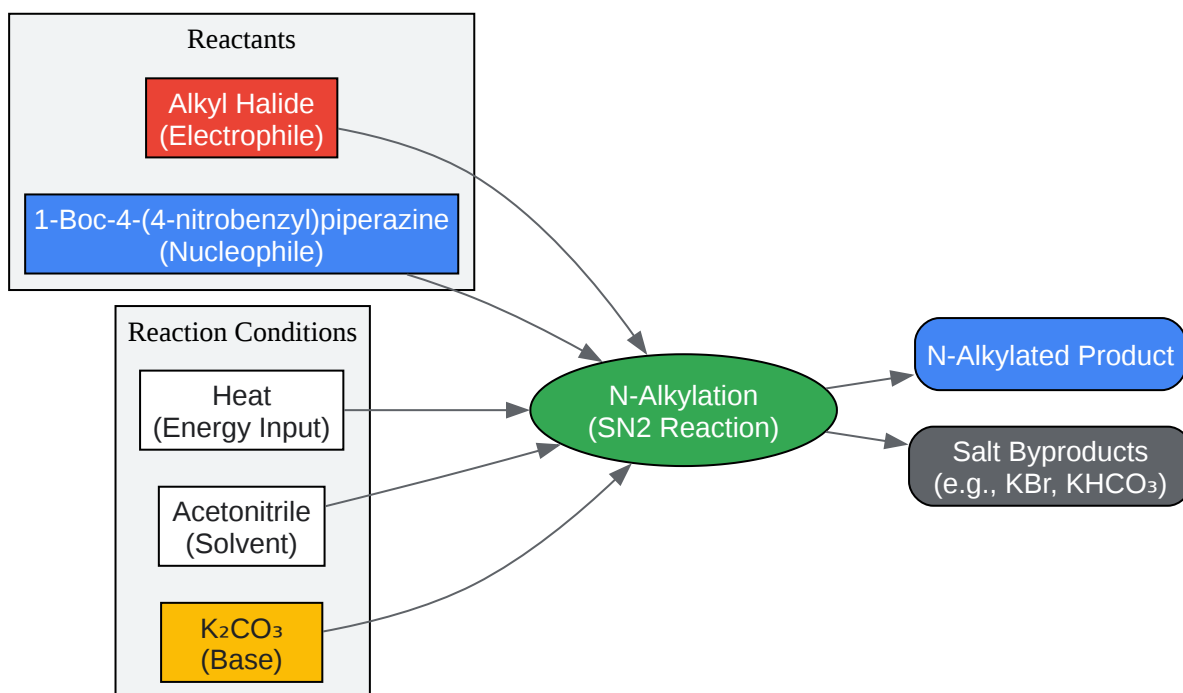 Reactants
Alkyl Halide
(Electrophile)
1-Boc-4-(4-nitrobenzyl)piperazine
(Nucleophile)
Reaction Conditions
Heat
(Energy Input)
Acetonitrile
(Solvent)
K₂CO₃
(Base)
N-Alkylation
(SN2 Reaction)
N-Alkylated Product
Salt Byproducts
(e.g., KBr, KHCO₃)